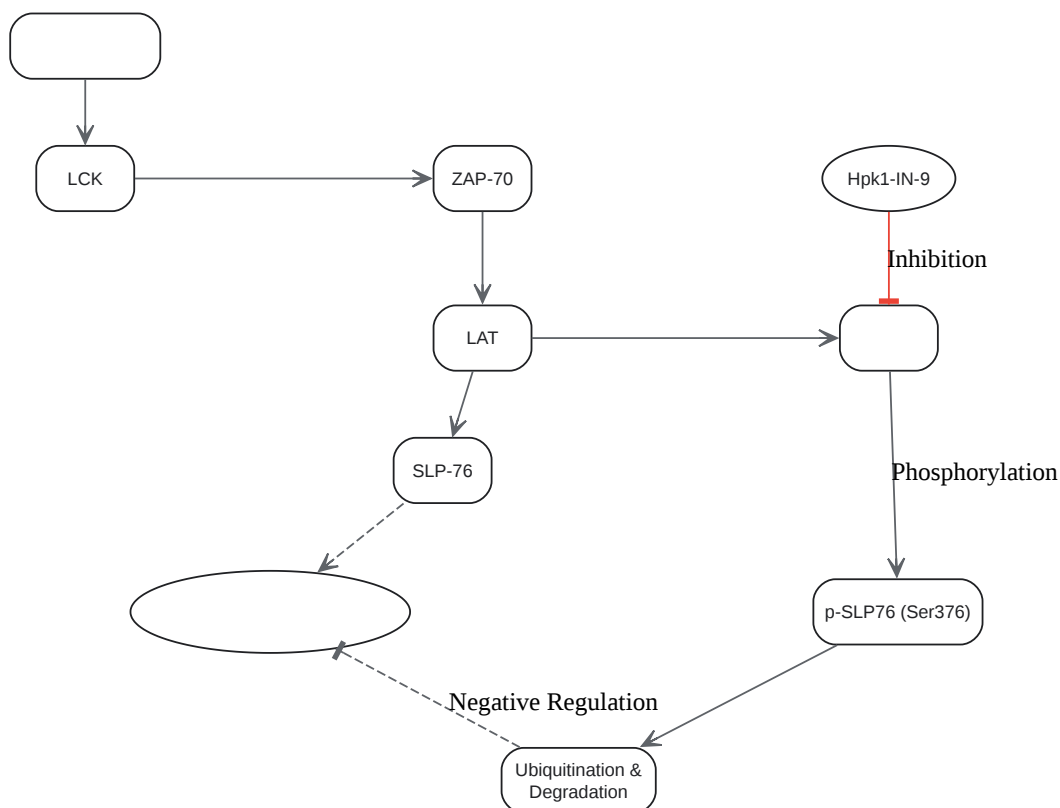 LCK
ZAP-70
Hpk1-IN-9
Inhibition
LAT
SLP-76
Phosphorylation
p-SLP76 (Ser376)
Negative Regulation
Ubiquitination &
Degradation